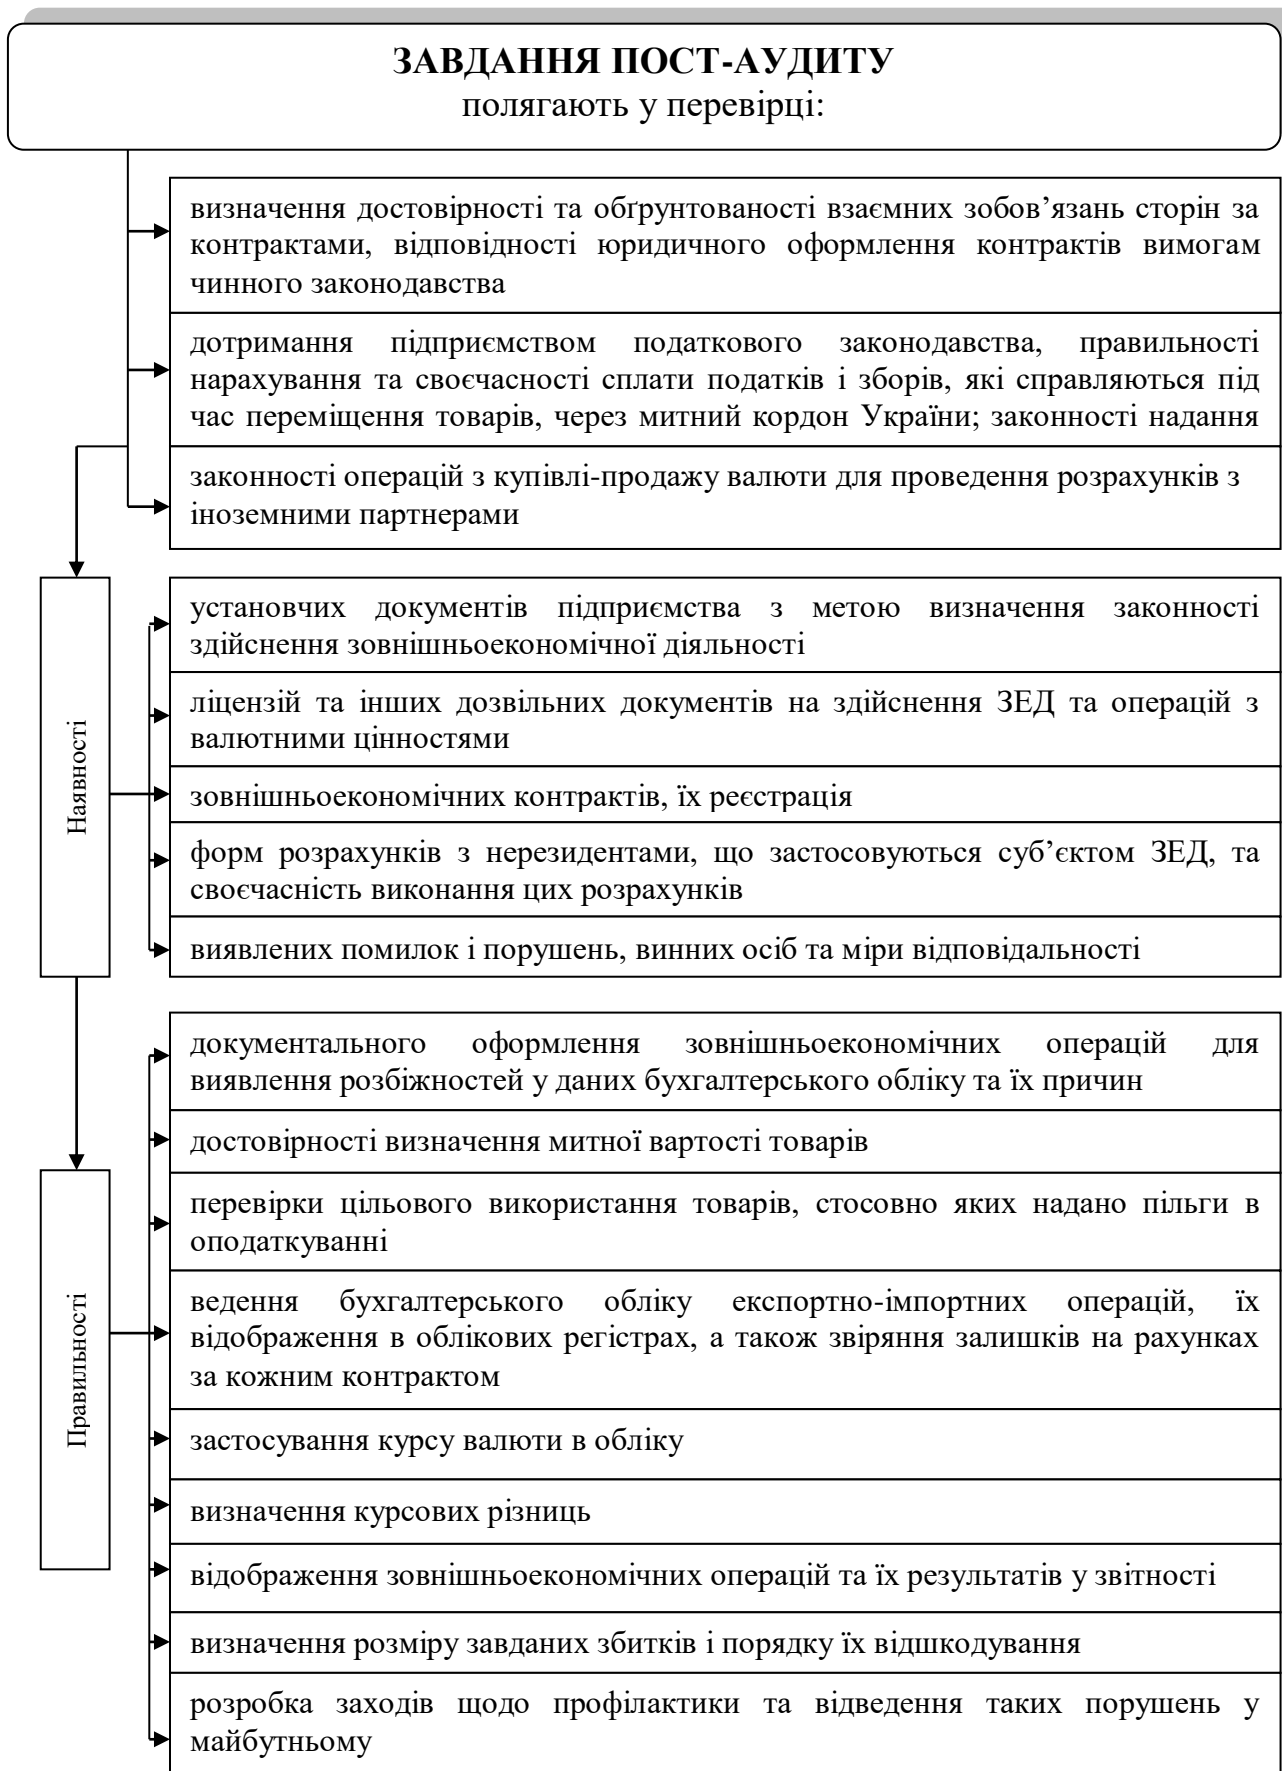 ЗАВДАННЯ ПОСТ-АУДИТУ
полягають у перевірці:
визначення достовірності та обґрунтованості взаємних зобов’язань сторін за
контрактами, відповідності юридичного оформлення контрактів вимогам
чинного законодавства
дотримання підприємством податкового законодавства, правильності
нарахування та своєчасності сплати податків і зборів, які справляються під
час переміщення товарів, через митний кордон України; законності надання
законності операцій з купівлі-продажу валюти для проведення розрахунків з
іноземними партнерами
Наявності
установчих документів підприємства з метою визначення законності
здійснення зовнішньоекономічної діяльності
ліцензій та інших дозвільних документів на здійснення ЗЕД та операцій з
валютними цінностями
зовнішньоекономічних контрактів, їх реєстрація
форм розрахунків з нерезидентами, що застосовуються суб’єктом ЗЕД, та
своєчасність виконання цих розрахунків
виявлених помилок і порушень, винних осіб та міри відповідальності
Правильності
документального оформлення зовнішньоекономічних операцій для
виявлення розбіжностей у даних бухгалтерського обліку та їх причин
достовірності визначення митної вартості товарів
перевірки цільового використання товарів, стосовно яких надано пільги в
оподаткуванні
ведення бухгалтерського обліку експортно-імпортних операцій, їх
відображення в облікових регістрах, а також звіряння залишків на рахунках
за кожним контрактом
застосування курсу валюти в обліку
визначення курсових різниць
відображення зовнішньоекономічних операцій та їх результатів у звітності
визначення розміру завданих збитків і порядку їх відшкодування
розробка заходів щодо профілактики та відведення таких порушень у
майбутньому